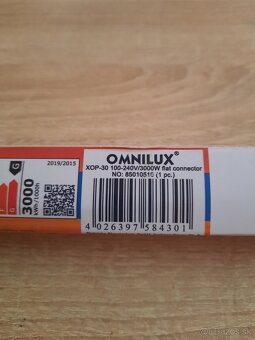 OMNILUX®
XOP-30 100-240V/3000W flat connector
NO: 85010510 (1 pc.)
4 026397 584301
2019/2015
G
G
3000
kWh/1000h